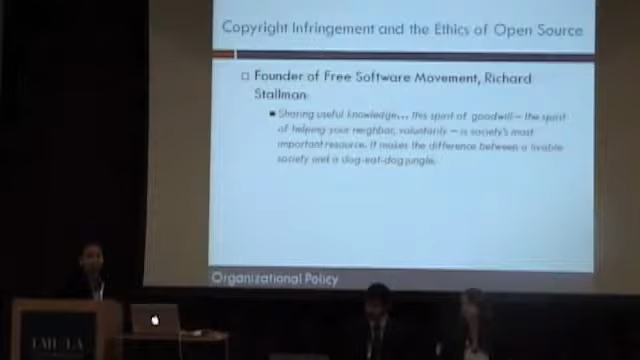 Copyright Infringement and the Ethics of Open Source
Founder of Free Software Movement, Richard
Stallman
Sharing useful knowledge... this spirit of goodwill – the spirit
of helping your neighbor, voluntarily – is society's most
important resource. It makes the difference between a livable
society and a dog-eat-dog jungle.
Organizational Policy